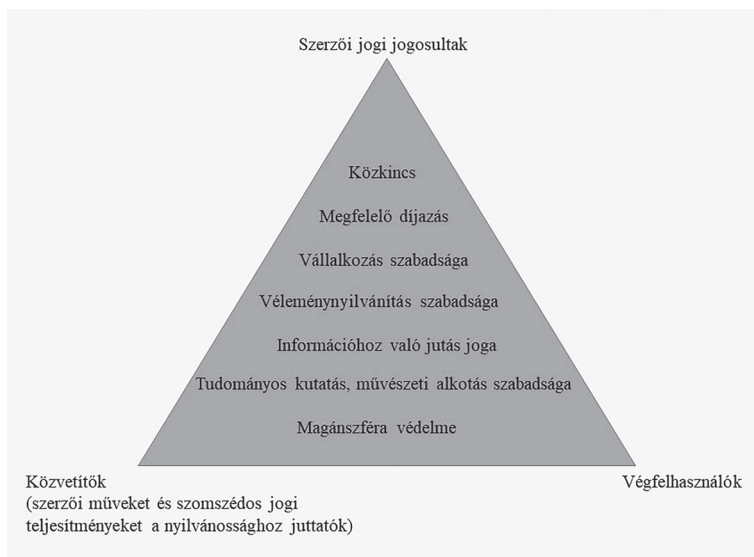 Szerzői jogi jogosultak
Közkincs
Megfelelő díjazás
Vállalkozás szabadsága
Véleménynyilvánítás szabadsága
Információhoz való jutás joga
Tudományos kutatás, művészeti alkotás szabadsága
Magánszféra védelme
Közvetítők
(szerzői műveket és szomszédos jogi
teljesítményeket a nyilvánossághoz juttatók)
Végfelhasználók